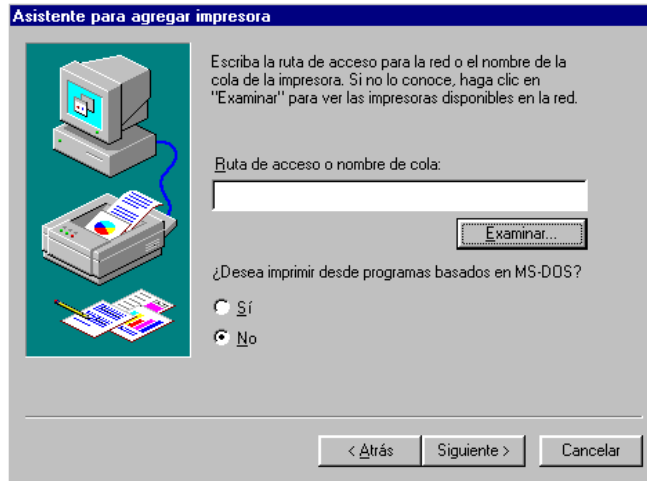 Asistente para agregar impresora
Escriba la ruta de acceso para la red o el nombre de la
cola de la impresora. Si no lo conoce, haga clic en
"Examinar" para ver las impresoras disponibles en la red.
Ruta de acceso o nombre de cola:
Examinar...
¿Desea imprimir desde programas basados en MS-DOS?
Sí
No
< Atrás
Siguiente >
Cancelar